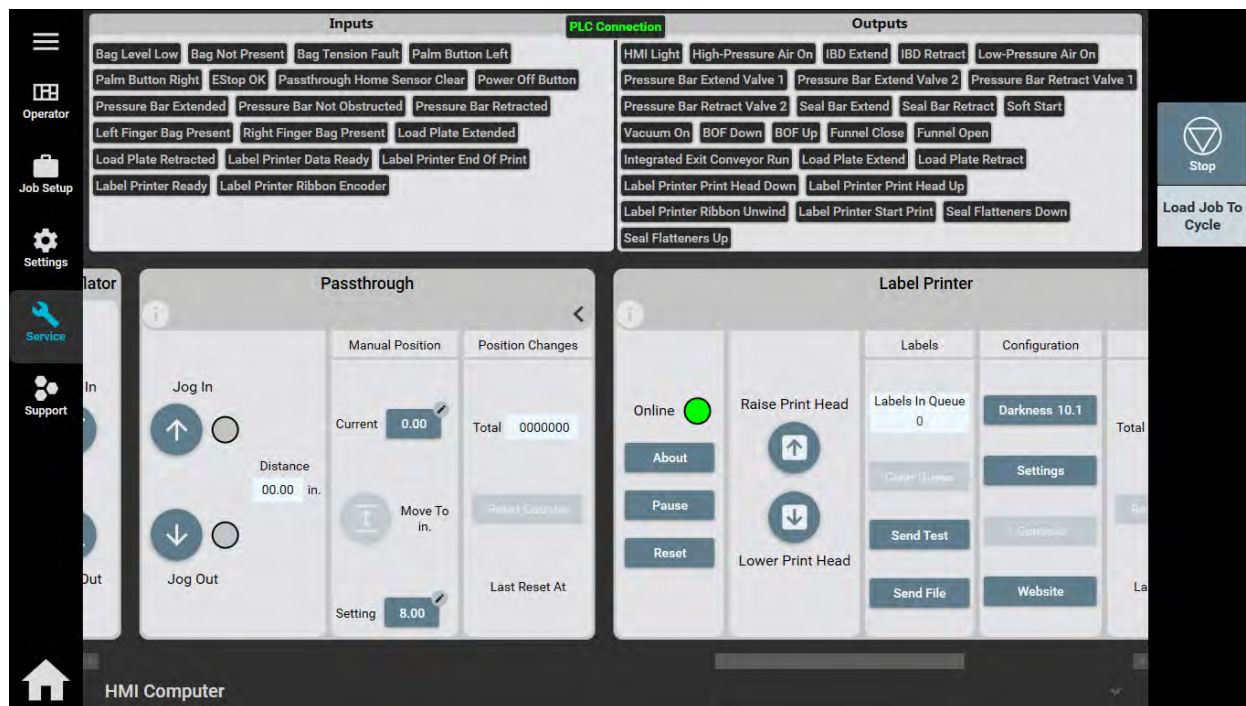 Inputs
PLC Connection
Outputs
Bag Level Low Bag Not Present Bag Tension Fault Palm Button Left
Palm Button Right EStop OK Passthrough Home Sensor Clear Power Off Button
Pressure Bar Extended Pressure Bar Not Obstructed Pressure Bar Retracted
Left Finger Bag Present Right Finger Bag Present Load Plate Extended
Load Plate Retracted Label Printer Data Ready Label Printer End Of Print
Label Printer Ready Label Printer Ribbon Encoder
HMI Light High-Pressure Air On IBD Extend IBD Retract Low-Pressure Air On
Pressure Bar Extend Valve 1 Pressure Bar Extend Valve 2 Pressure Bar Retract Valve 1
Pressure Bar Retract Valve 2 Seal Bar Extend Seal Bar Retract Soft Start
Vacuum On BOF Down BOF Up Funnel Close Funnel Open
Integrated Exit Conveyor Run Load Plate Extend Load Plate Retract
Label Printer Print Head Down Label Printer Print Head Up
Label Printer Ribbon Unwind Label Printer Start Print Seal Flatteners Down
Seal Flatteners Up
Operator
Job Setup
Settings
Service
Support
Stop
Load Job To
Cycle
lator
In
Out
Passthrough
Jog In
Jog Out
Distance
00.00 in.
Manual Position
Current 0.00
Move To
in.
Setting 8.00
Position Changes
Total 0000000
Reset Counter
Last Reset At
Label Printer
Online
About
Pause
Reset
Raise Print Head
Lower Print Head
Labels
Labels In Queue
0
Clear Queue
Send Test
Send File
Configuration
Darkness 10.1
Settings
Website
Total
La
HMI Computer